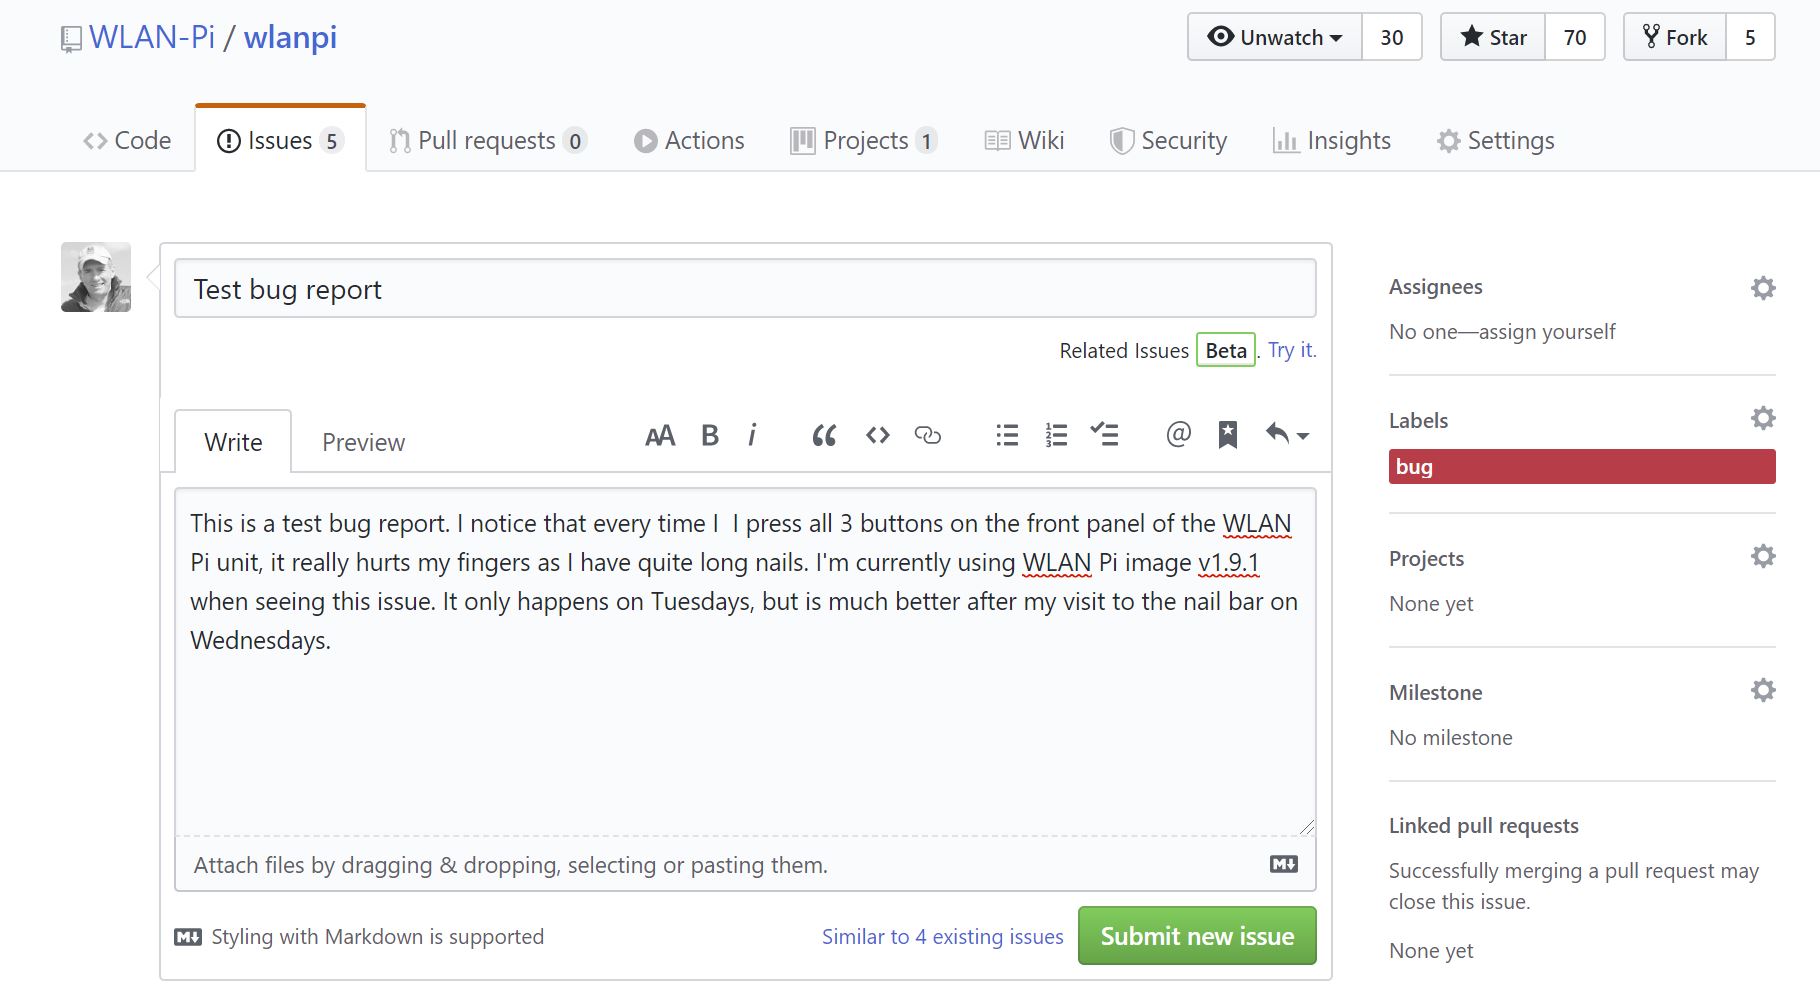 WLAN-Pi / wlanpi
Unwatch 30 Star 70 Fork 5
Code Issues 5 Pull requests 0 Actions Projects 1 Wiki Security Insights Settings
Test bug report
Related Issues Beta. Try it.
Write Preview
This is a test bug report. I notice that every time I  I press all 3 buttons on the front panel of the WLAN
Pi unit, it really hurts my fingers as I have quite long nails. I'm currently using WLAN Pi image v1.9.1
when seeing this issue. It only happens on Tuesdays, but is much better after my visit to the nail bar on
Wednesdays.
Attach files by dragging & dropping, selecting or pasting them.
Styling with Markdown is supported
Similar to 4 existing issues
Submit new issue
Assignees
No one—assign yourself
Labels
bug
Projects
None yet
Milestone
No milestone
Linked pull requests
Successfully merging a pull request may
close this issue.
None yet